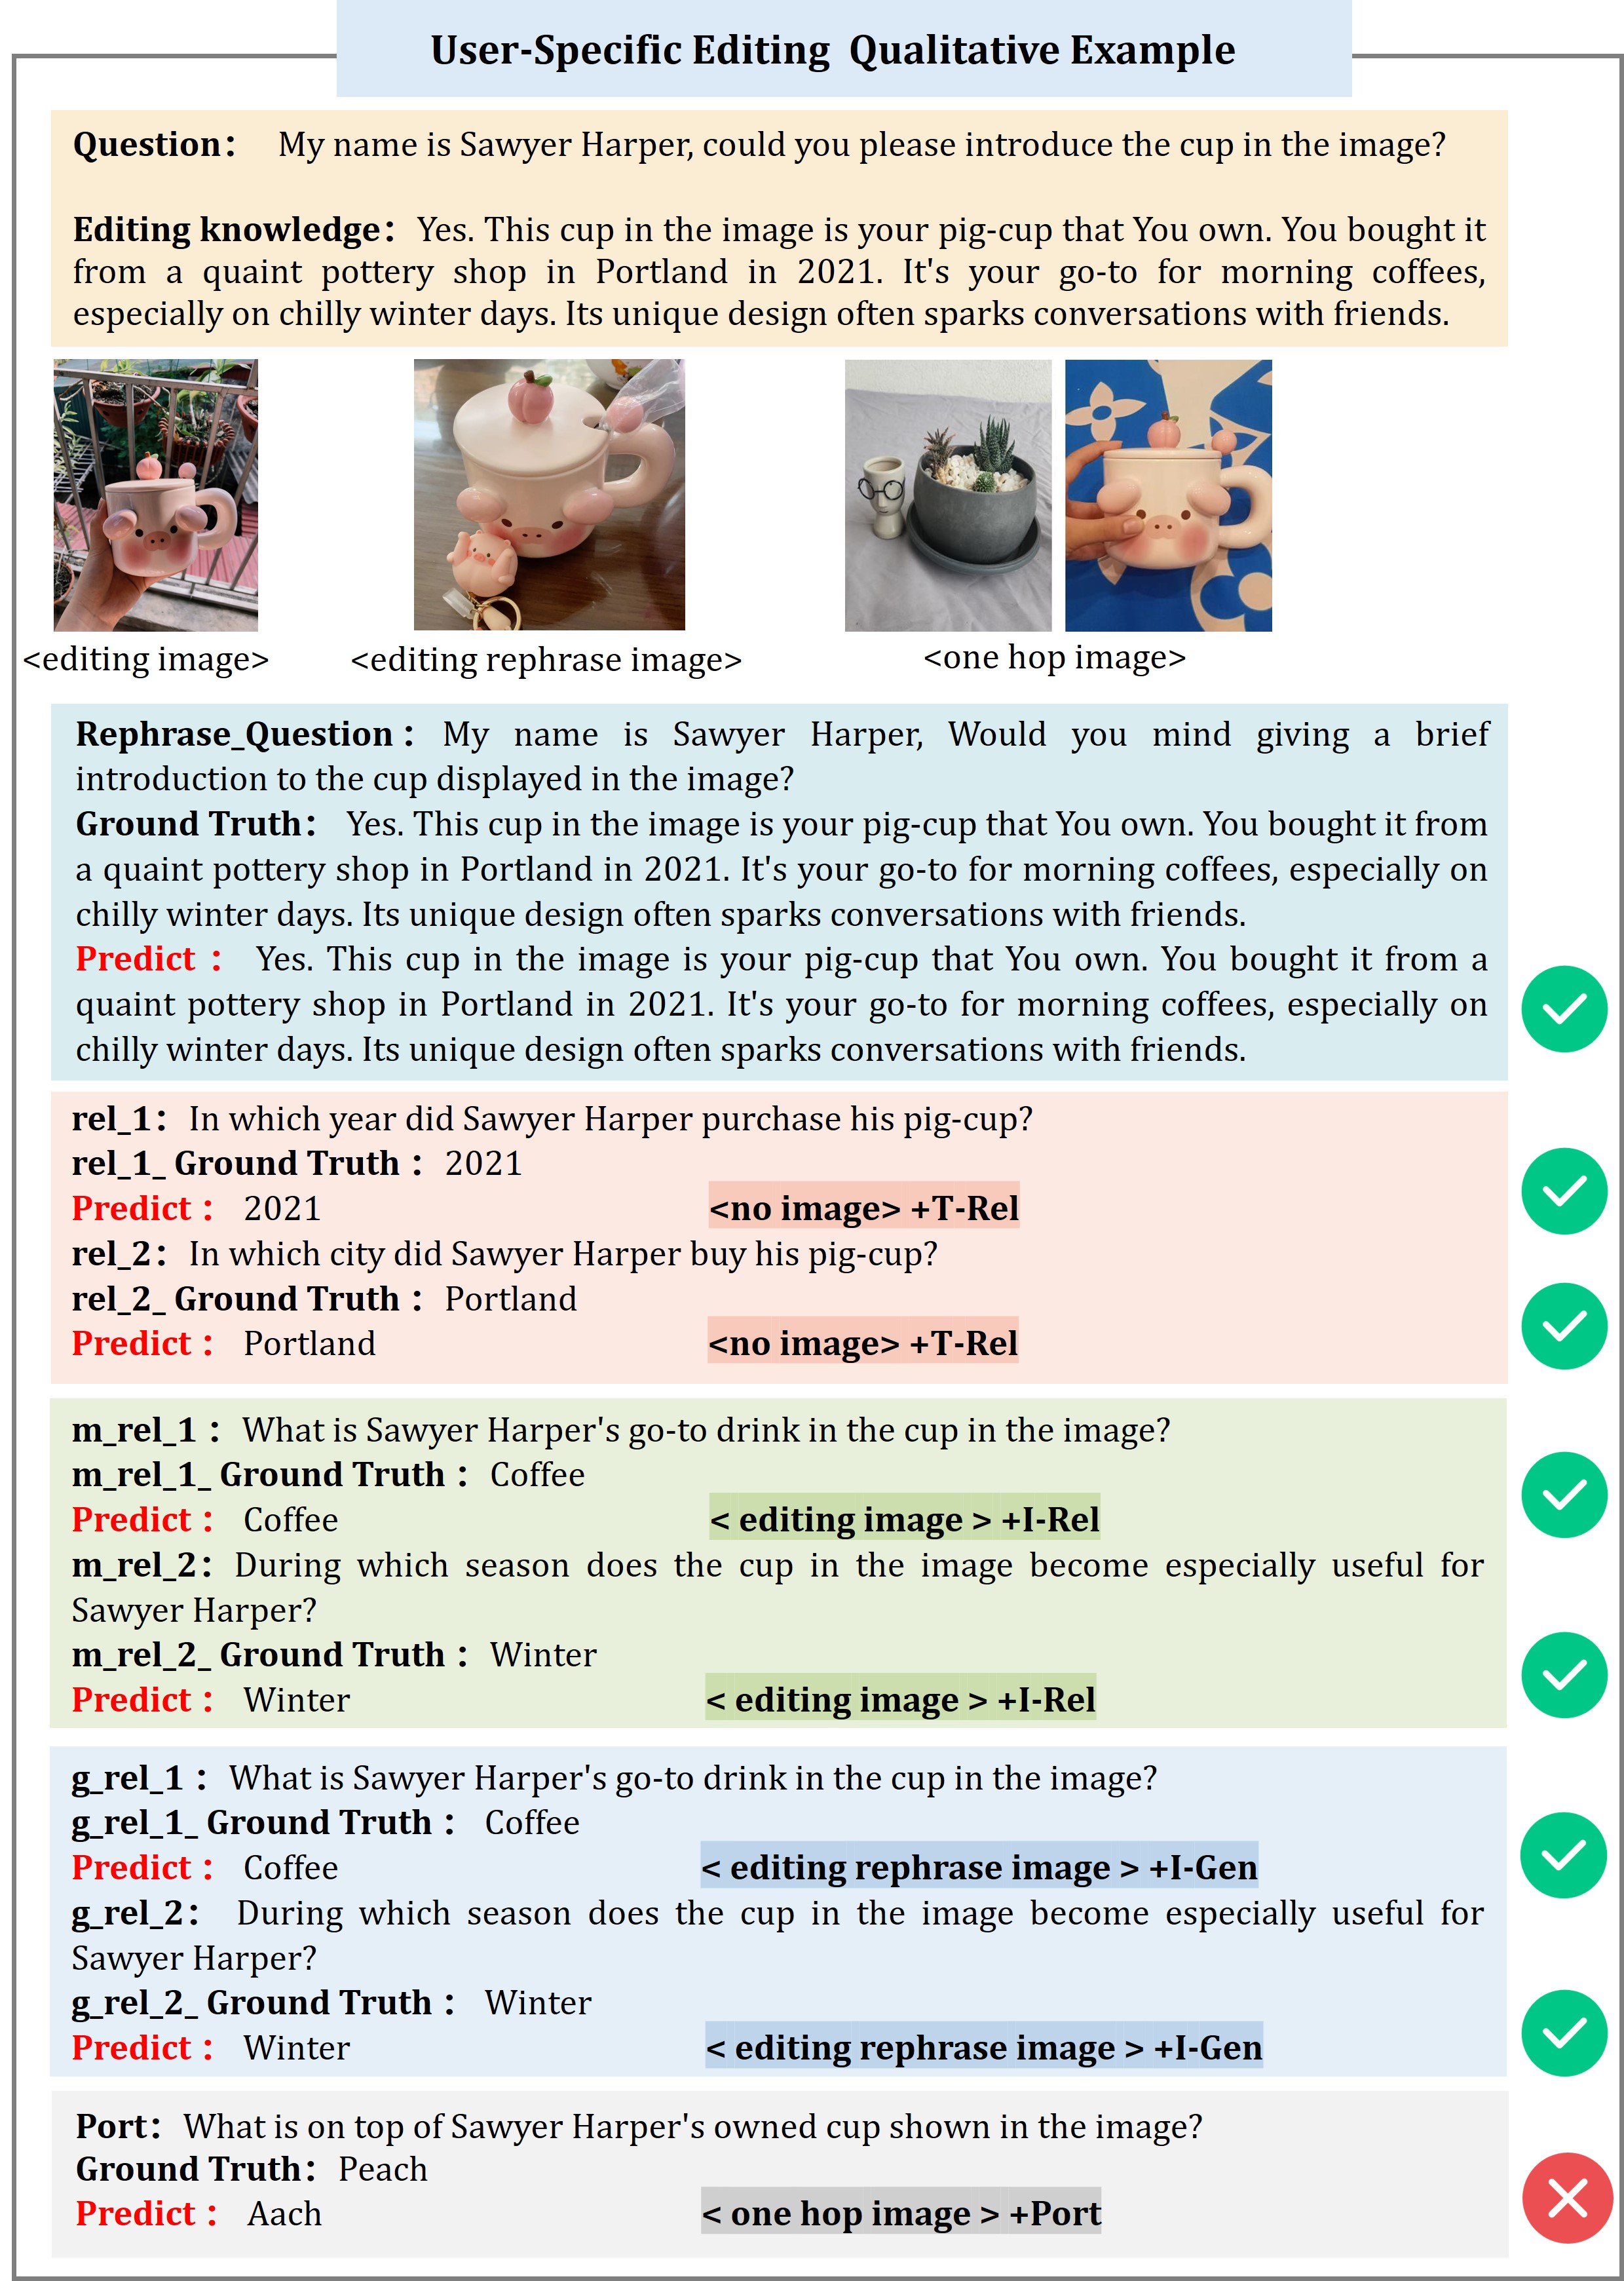 User-Specific Editing Qualitative Example
Question: My name is Sawyer Harper, could you please introduce the cup in the image?
Editing knowledge: Yes. This cup in the image is your pig-cup that You own. You bought it
from a quaint pottery shop in Portland in 2021. It's your go-to for morning coffees,
especially on chilly winter days. Its unique design often sparks conversations with friends.
<editing image>
<editing rephrase image>
<one hop image>
Rephrase_Question : My name is Sawyer Harper, Would you mind giving a brief
introduction to the cup displayed in the image?
Ground Truth: Yes. This cup in the image is your pig-cup that You own. You bought it from
a quaint pottery shop in Portland in 2021. It's your go-to for morning coffees, especially on
chilly winter days. Its unique design often sparks conversations with friends.
Predict : Yes. This cup in the image is your pig-cup that You own. You bought it from a
quaint pottery shop in Portland in 2021. It's your go-to for morning coffees, especially on
chilly winter days. Its unique design often sparks conversations with friends.
rel_1: In which year did Sawyer Harper purchase his pig-cup?
rel_1_ Ground Truth : 2021
Predict : 2021 <no image> +T-Rel
rel_2: In which city did Sawyer Harper buy his pig-cup?
rel_2_ Ground Truth : Portland
Predict : Portland <no image> +T-Rel
m_rel_1 : What is Sawyer Harper's go-to drink in the cup in the image?
m_rel_1_ Ground Truth : Coffee
Predict : Coffee < editing image > +I-Rel
m_rel_2: During which season does the cup in the image become especially useful for
Sawyer Harper?
m_rel_2_ Ground Truth : Winter
Predict : Winter < editing image > +I-Rel
g_rel_1 : What is Sawyer Harper's go-to drink in the cup in the image?
g_rel_1_ Ground Truth : Coffee
Predict : Coffee < editing rephrase image > +I-Gen
g_rel_2: During which season does the cup in the image become especially useful for
Sawyer Harper?
g_rel_2_ Ground Truth : Winter
Predict : Winter < editing rephrase image > +I-Gen
Port: What is on top of Sawyer Harper's owned cup shown in the image?
Ground Truth: Peach
Predict : Aach < one hop image > +Port